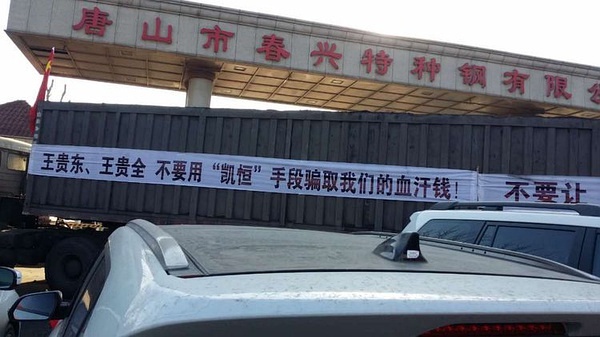 唐山市春兴特种钢有限公
王贵东、王贵全 不要用“凯恒”手段骗取我们的血汗钱！
不要让